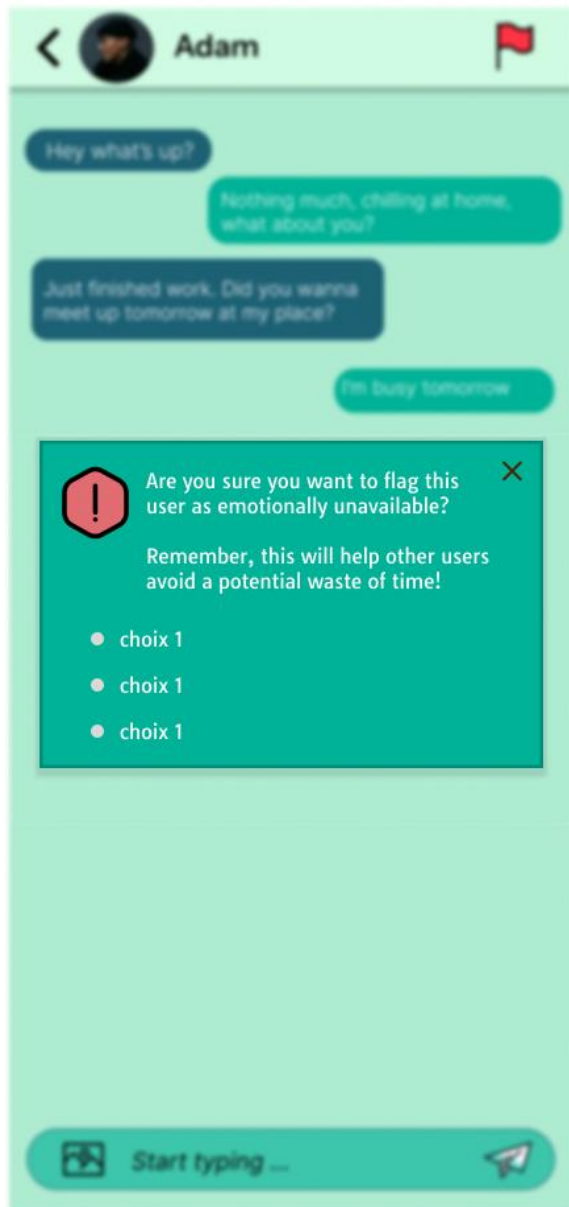 Adam
Hey what's up?
Nothing much, chilling at home,
what about you?
Just finished work. Did you wanna
meet up tomorrow at my place?
I'm busy tomorrow
Are you sure you want to flag this
user as emotionally unavailable?
Remember, this will help other users
avoid a potential waste of time!
choix 1
choix 1
choix 1
Start typing ...